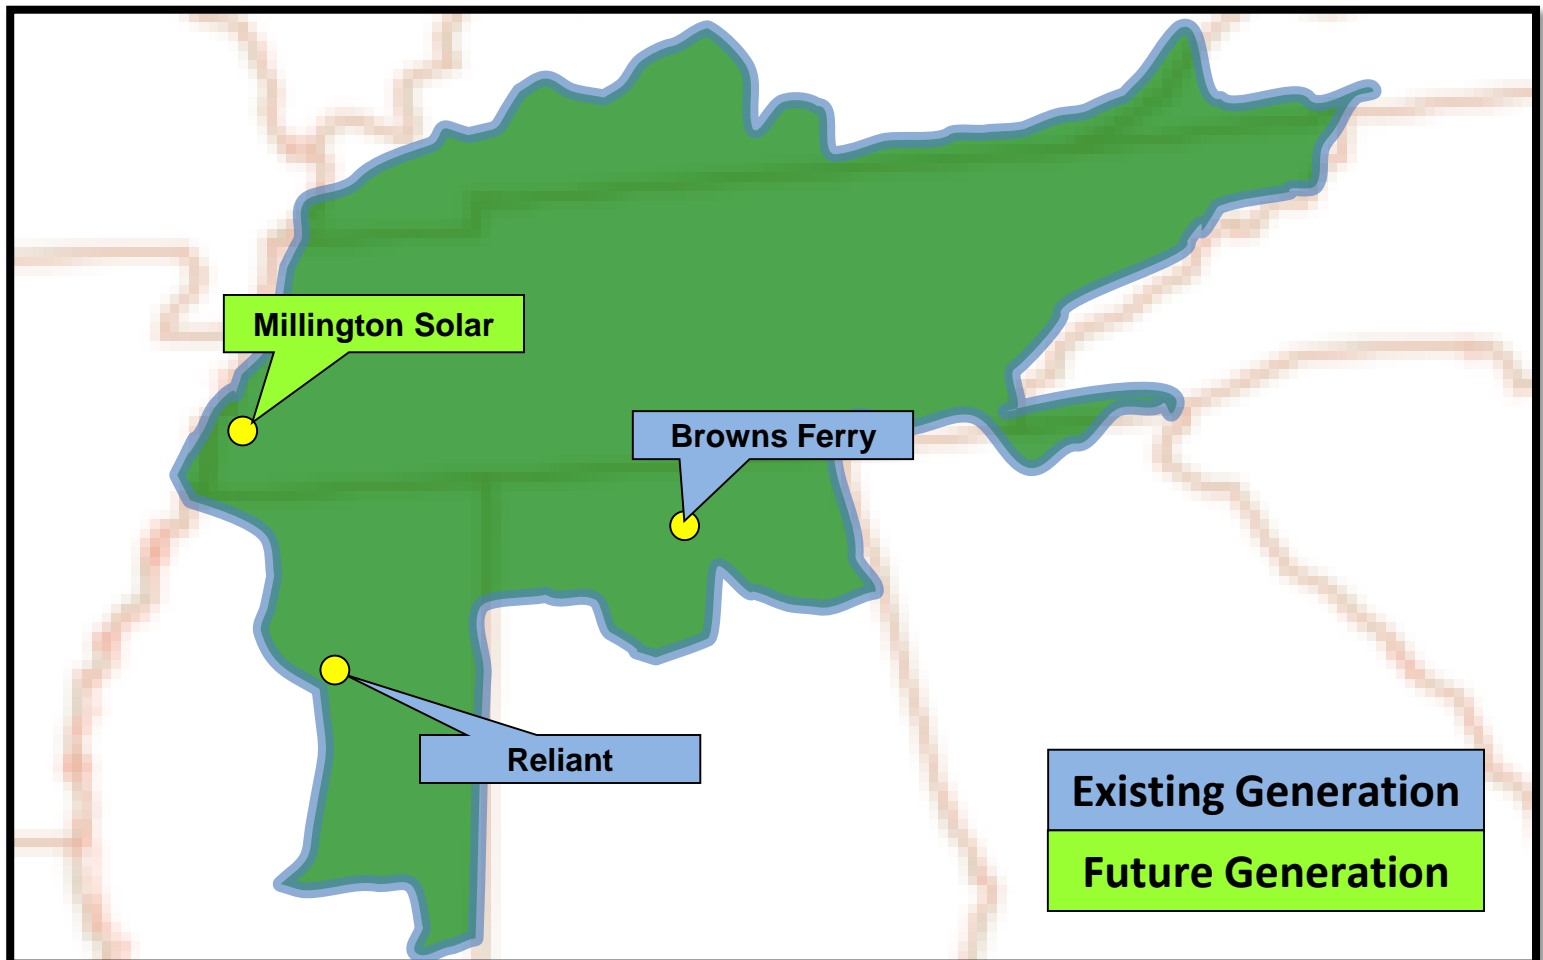 Millington Solar
Browns Ferry
Reliant
Existing Generation
Future Generation